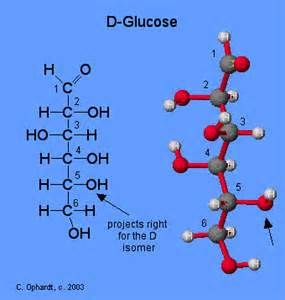 D-Glucose
H
O
1
C
2
H-C-OH
3
HO-C-H
4
H-C-OH
5
H-C-OH
6
H-C-H
OH
projects right
for the D
isomer
C. Ophardt, c. 2003
1
2
3
4
5
6